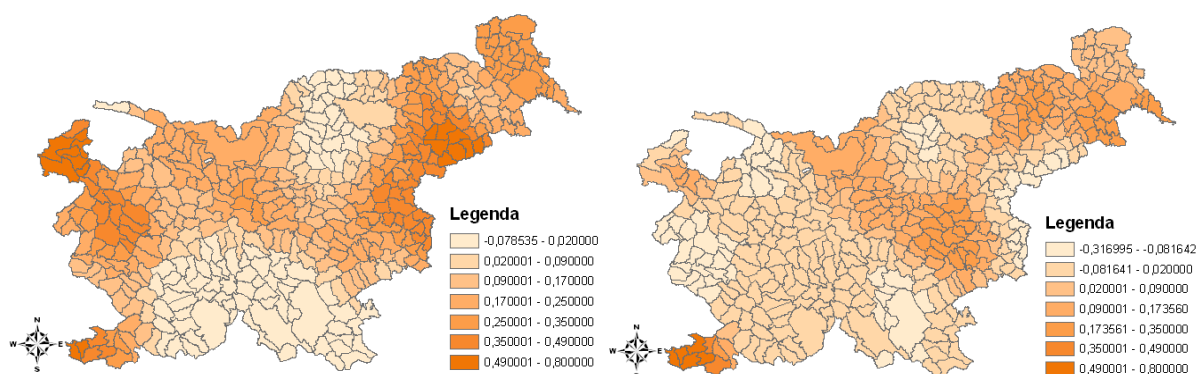 Legenda
-0,078535 - 0,020000
0,020001 - 0,090000
0,090001 - 0,170000
0,170001 - 0,250000
0,250001 - 0,350000
0,350001 - 0,490000
0,490001 - 0,800000
N
W E
S
Legenda
-0,316995 - -0,081642
-0,081641 - 0,020000
0,020001 - 0,090000
0,090001 - 0,173560
0,173561 - 0,350000
0,350001 - 0,490000
0,490001 - 0,800000
N
W E
S